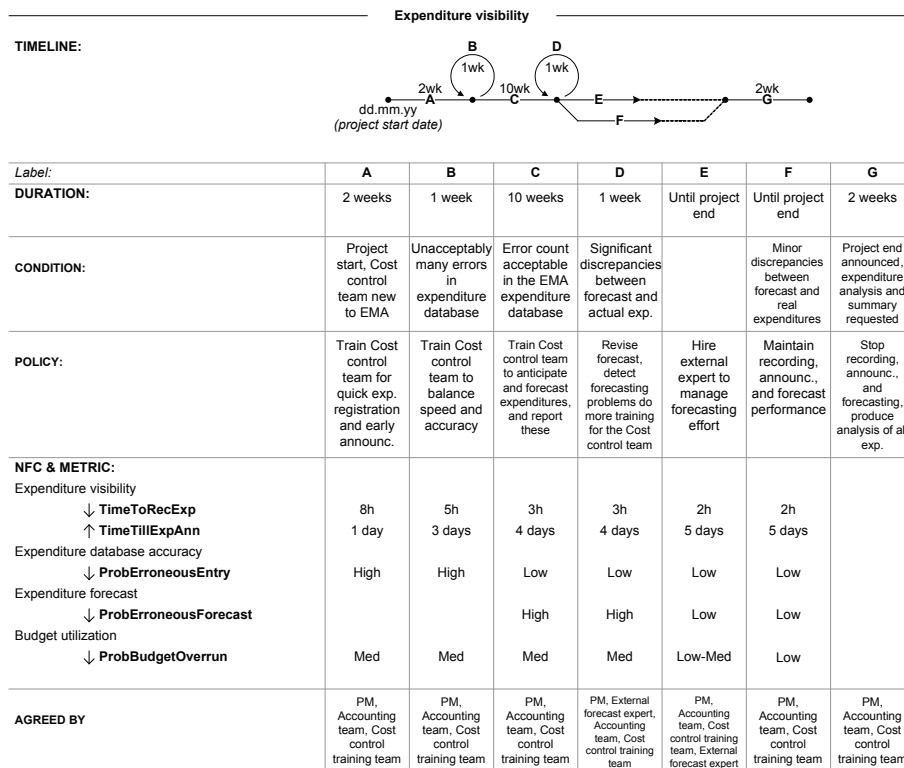 Expenditure visibility
TIMELINE:
B
D
1wk
1wk
2wk
10wk
2wk
A
C
E
G
dd.mm.yy
F
(project start date)
Label:
A
B
C
D
E
F
G
DURATION:
2 weeks
1 week
10 weeks
1 week
Until project
end
Until project
end
2 weeks
CONDITION:
Project
start, Cost
control
team new
to EMA
Unacceptably
many errors
in
expenditure
database
Error count
acceptable
in the EMA
expenditure
database
Significant
discrepancies
between
forecast and
actual exp.
Minor
discrepancies
between
forecast and
real
expenditures
Project end
announced,
expenditure
analysis and
summary
requested
POLICY:
Train Cost
control
team for
quick exp.
registration
and early
announc.
Train Cost
control
team to
balance
speed and
accuracy
Train Cost
control team
to anticipate
and forecast
expenditures,
and report
these
Revise
forecast,
detect
forecasting
problems do
more training
for the Cost
control team
Hire
external
expert to
manage
forecasting
effort
Maintain
recording,
announc.,
and forecast
performance
Stop
recording,
announc.,
and
forecasting,
produce
analysis of al
exp.
NFC & METRIC:
Expenditure visibility
↓ TimeToRecExp
8h
5h
3h
3h
2h
2h
↑ TimeTillExpAnn
1 day
3 days
4 days
4 days
5 days
5 days
Expenditure database accuracy
↓ ProbErroneousEntry
High
High
Low
Low
Low
Low
Expenditure forecast
↓ ProbErroneousForecast
High
High
Low
Low
Budget utilization
↓ ProbBudgetOverrun
Med
Med
Med
Med
Low-Med
Low
AGREED BY
PM,
Accounting
team, Cost
control
training team
PM,
Accounting
team, Cost
control
training team
PM,
Accounting
team, Cost
control
training team
PM, External
forecast expert,
Accounting
team, Cost
control training
team
PM,
Accounting
team, Cost
control training
team, External
forecast expert
PM,
Accounting
team, Cost
control
training team
PM,
Accounting
team, Cost
control
training team